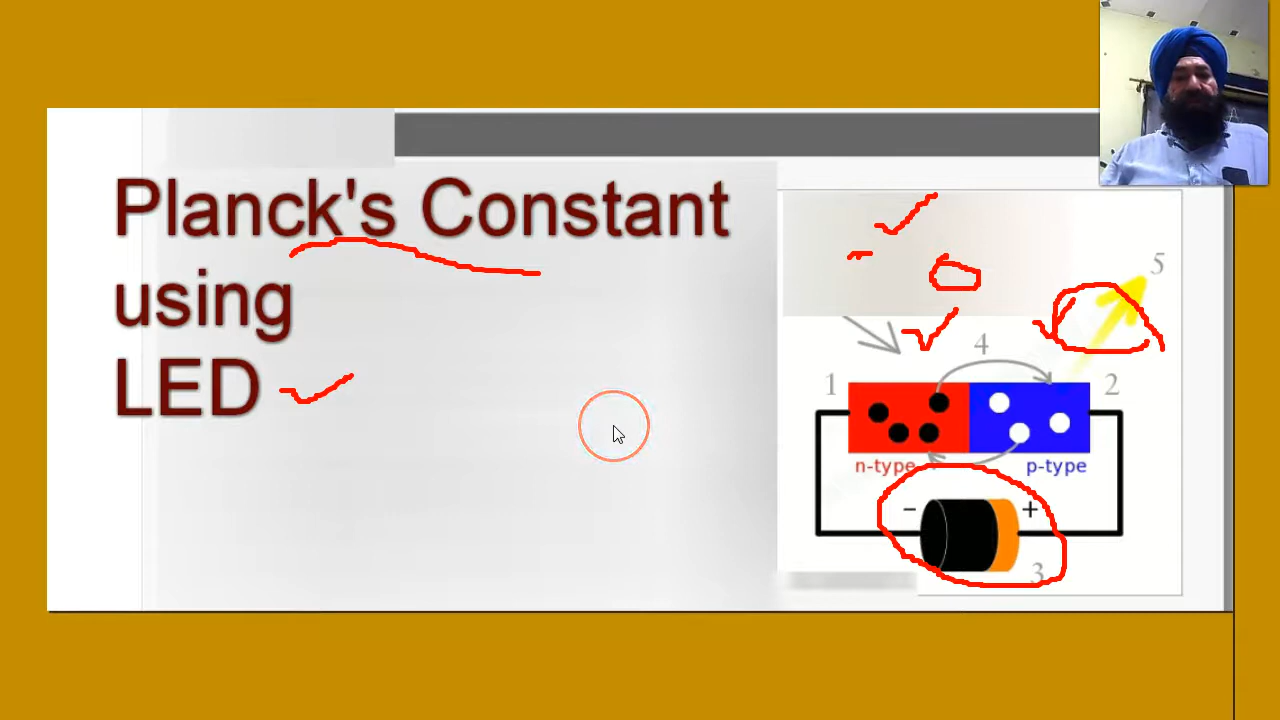 Planck's Constant
using
LED
5
4
1
2
n-type
p-type
-
+
3